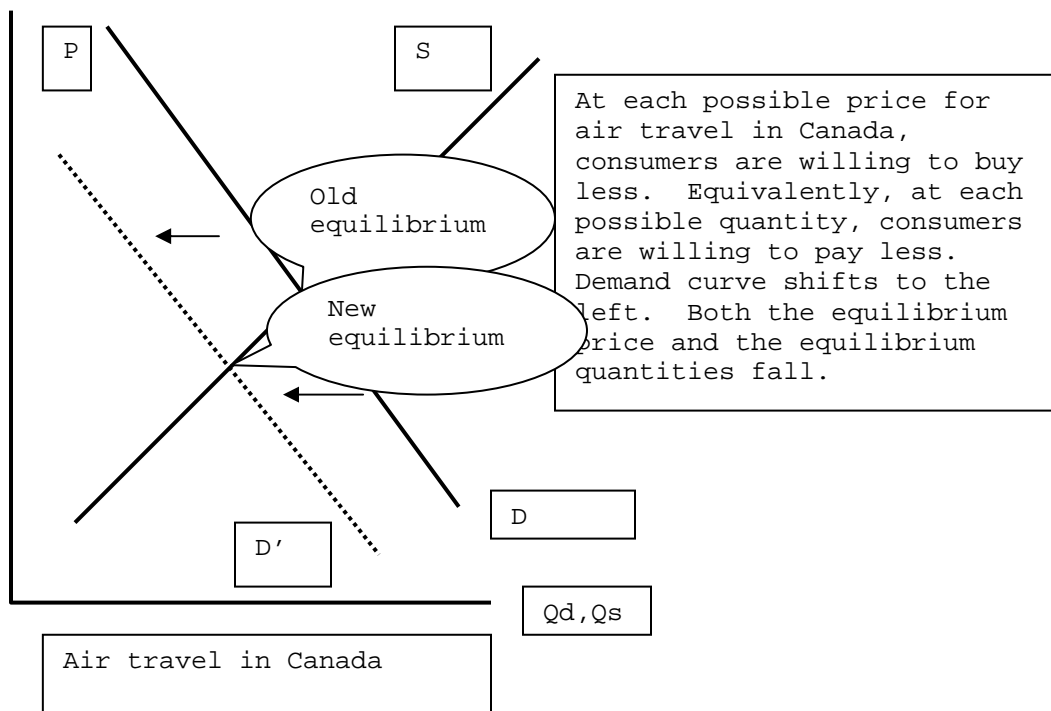 P
S
At each possible price for
air travel in Canada,
consumers are willing to buy
less.  Equivalently, at each
possible quantity, consumers
are willing to pay less.
Demand curve shifts to the
left.  Both the equilibrium
price and the equilibrium
quantities fall.
Old
equilibrium
New
equilibrium
D
D’
Qd,Qs
Air travel in Canada